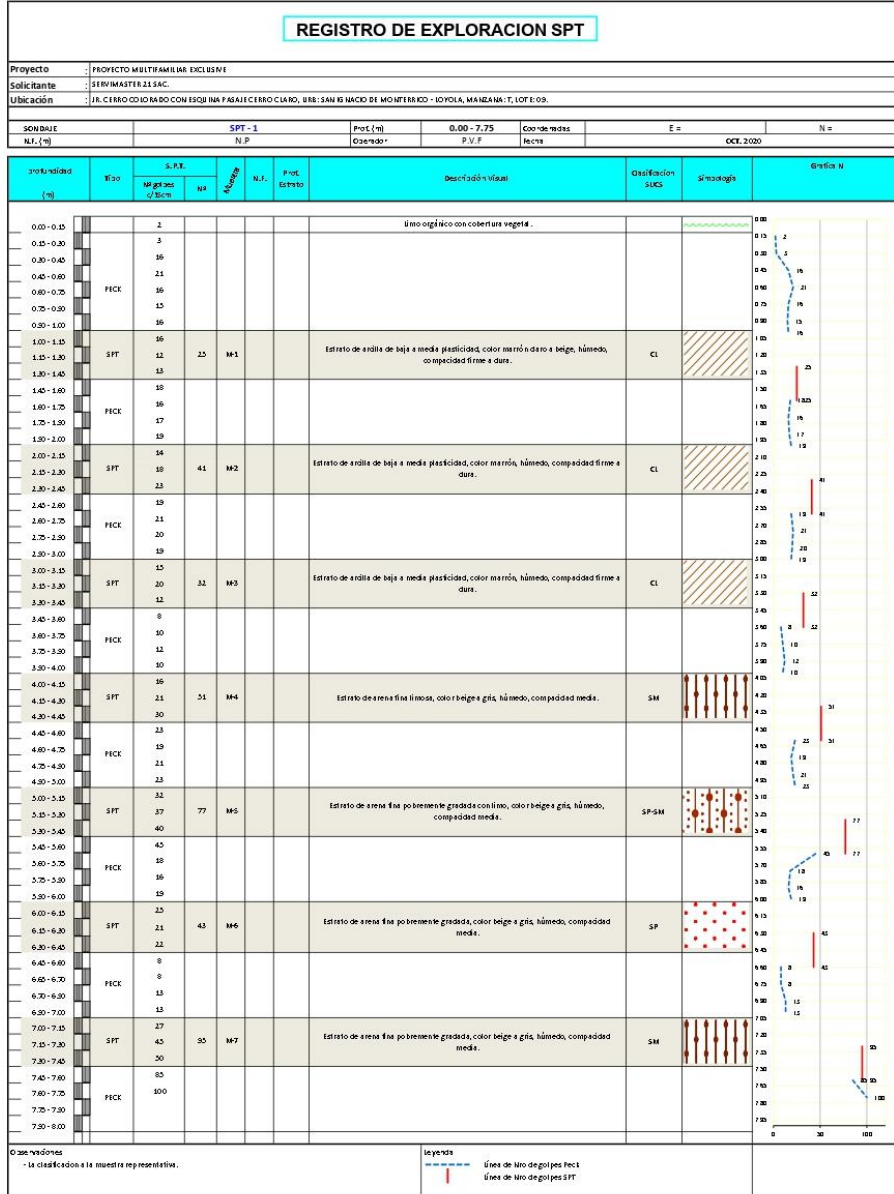 REGISTRO DE EXPLORACION SPT
Proyecto : PROYECTO MULTIFAMILIAR EXCLUSIVE
Solicitante : SERVIMASTER 21 SAC.
Ubicación : JR. CERRO COLORADO CON ESQUINA PASAJE CERRO CLARO, URB: SAN IGNACIO DE MONTERRICO - LOYOLA, MANZANA: T, LOTE: 09.
SONDAJE SPT - 1 Prof. (m) 0.00 - 7.75 Coordenadas E = N =
N.F. (m) N.P Operador P.V.F Fecha OCT. 2020
profundidad (m) Tipo S.P.T. Nº golpes c/15cm Nº Muestra N.F. Prof. Estrato Descripción Visual Clasificación SUCS Simbología Grafica N
0.00 - 0.15 2 Limo orgánico con cobertura vegetal.
0.15 - 0.30 3
0.30 - 0.45 16
0.45 - 0.60 21
0.60 - 0.75 PECK 16
0.75 - 0.90 15
0.90 - 1.00 16
1.00 - 1.15 16
1.15 - 1.30 SPT 12 25 M-1 Estrato de arcilla de baja a media plasticidad, color marrón claro a beige, húmedo, compacidad firme a dura. CL
1.30 - 1.45 13
1.45 - 1.60 18
1.60 - 1.75 PECK 16
1.75 - 1.90 17
1.90 - 2.00 19
2.00 - 2.15 14
2.15 - 2.30 SPT 18 41 M-2 Estrato de arcilla de baja a media plasticidad, color marrón, húmedo, compacidad firme a dura. CL
2.30 - 2.45 23
2.45 - 2.60 19
2.60 - 2.75 PECK 21
2.75 - 2.90 20
2.90 - 3.00 19
3.00 - 3.15 15
3.15 - 3.30 SPT 20 32 M-3 Estrato de arcilla de baja a media plasticidad, color marrón, húmedo, compacidad firme a dura. CL
3.30 - 3.45 12
3.45 - 3.60 8
3.60 - 3.75 PECK 10
3.75 - 3.90 12
3.90 - 4.00 10
4.00 - 4.15 16
4.15 - 4.30 SPT 21 51 M-4 Estrato de arena fina limosa, color beige a gris, húmedo, compacidad media. SM
4.30 - 4.45 30
4.45 - 4.60 23
4.60 - 4.75 PECK 19
4.75 - 4.90 21
4.90 - 5.00 23
5.00 - 5.15 32
5.15 - 5.30 SPT 37 77 M-5 Estrato de arena fina pobremente gradada con limo, color beige a gris, húmedo, compacidad media. SP-SM
5.30 - 5.45 40
5.45 - 5.60 45
5.60 - 5.75 PECK 18
5.75 - 5.90 16
5.90 - 6.00 19
6.00 - 6.15 25
6.15 - 6.30 SPT 21 43 M-6 Estrato de arena fina pobremente gradada, color beige a gris, húmedo, compacidad media. SP
6.30 - 6.45 22
6.45 - 6.60 8
6.65 - 6.70 PECK 8
6.70 - 6.90 13
6.90 - 7.00 13
7.00 - 7.15 27
7.15 - 7.30 SPT 45 95 M-7 Estrato de arena fina pobremente gradada, color beige a gris, húmedo, compacidad media. SM
7.30 - 7.45 50
7.45 - 7.60 85
7.60 - 7.75 PECK 100
7.75 - 7.90
7.90 - 8.00
0 50 100
Observaciones
- La clasificacion a la muestra representativa.
Leyenda
Línea de Nro de golpes Peck
Línea de Nro de golpes SPT